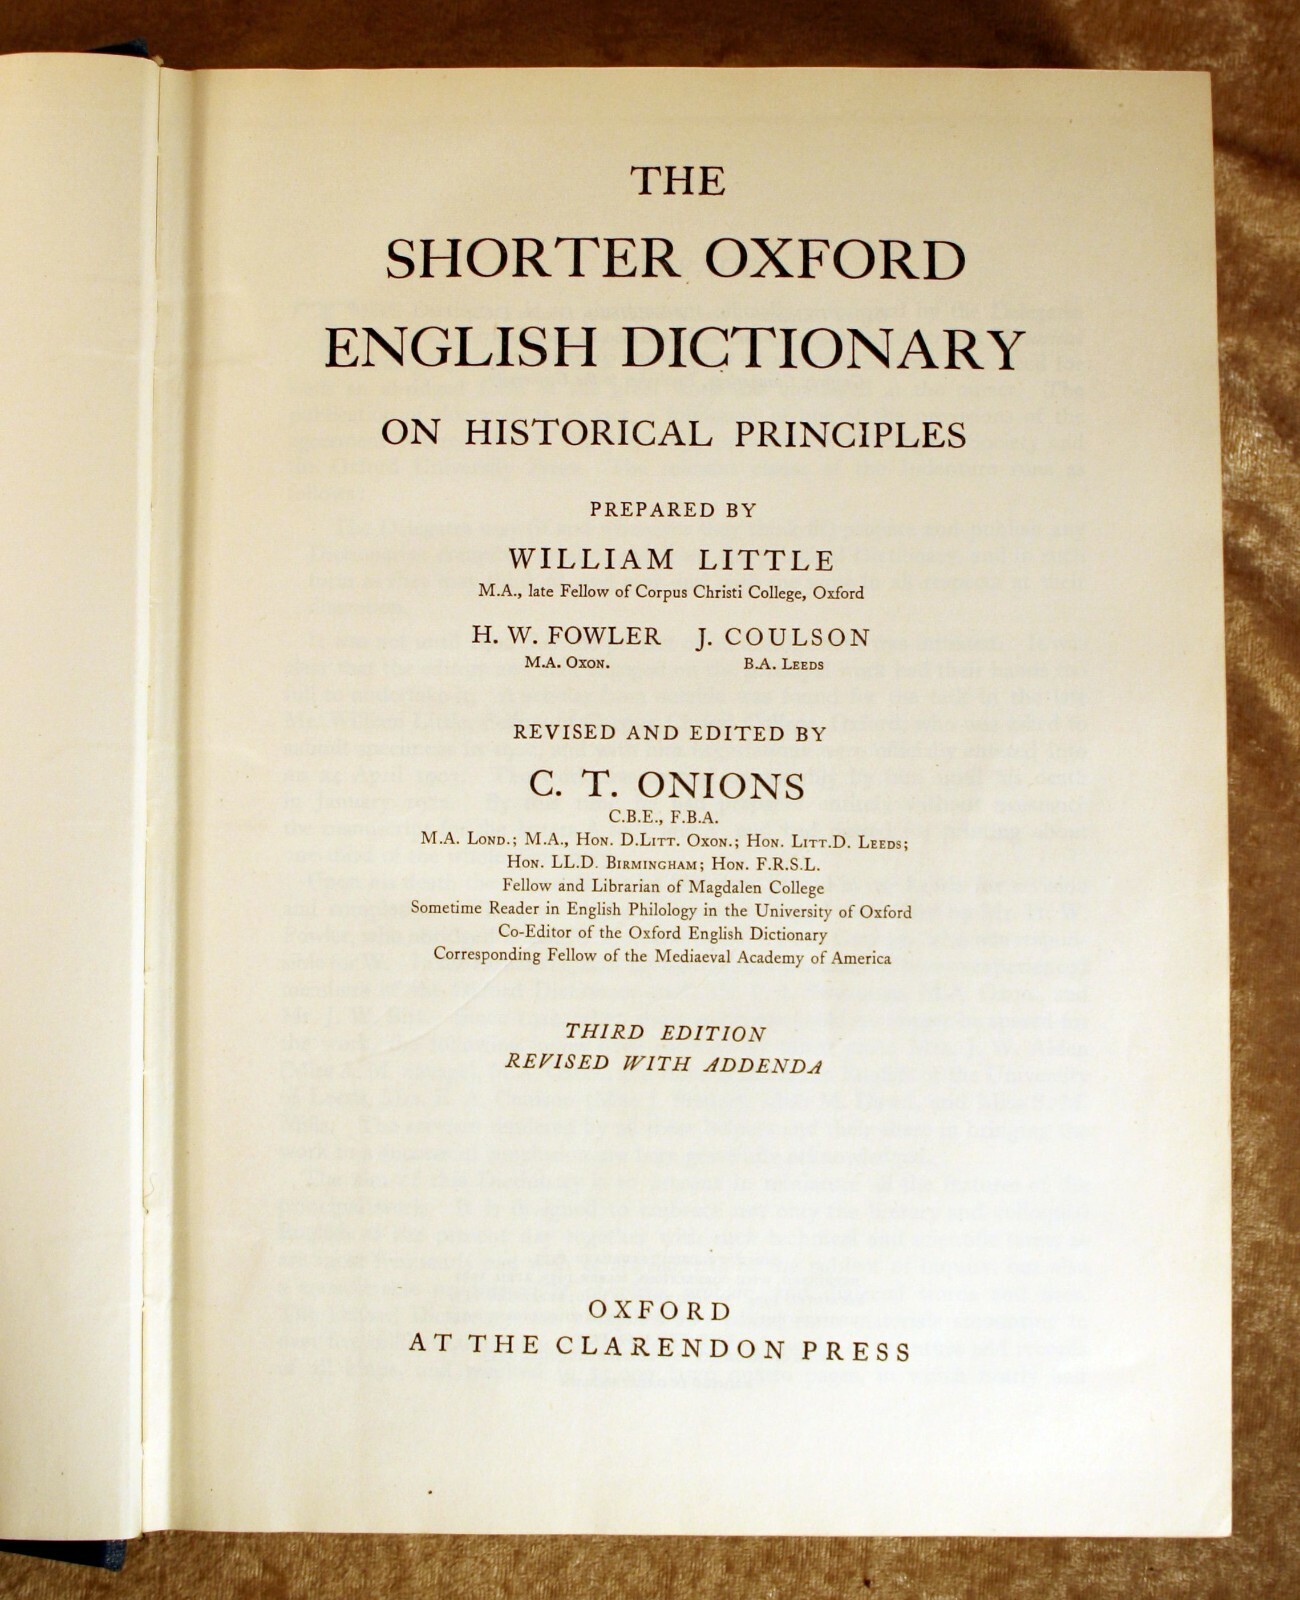 THE
SHORTER OXFORD
ENGLISH DICTIONARY
ON HISTORICAL PRINCIPLES
PREPARED BY
WILLIAM LITTLE
M.A., late Fellow of Corpus Christi College, Oxford
H. W. FOWLER J. COULSON
M.A. OXON. B.A. LEEDS
REVISED AND EDITED BY
C. T. ONIONS
C.B.E., F.B.A.
M.A. LOND.; M.A., HON. D.LITT. OXON.; HON. LITT.D. LEEDS;
HON. LL.D. BIRMINGHAM; HON. F.R.S.L.
Fellow and Librarian of Magdalen College
Sometime Reader in English Philology in the University of Oxford
Co-Editor of the Oxford English Dictionary
Corresponding Fellow of the Mediaeval Academy of America
THIRD EDITION
REVISED WITH ADDENDA
OXFORD
AT THE CLARENDON PRESS